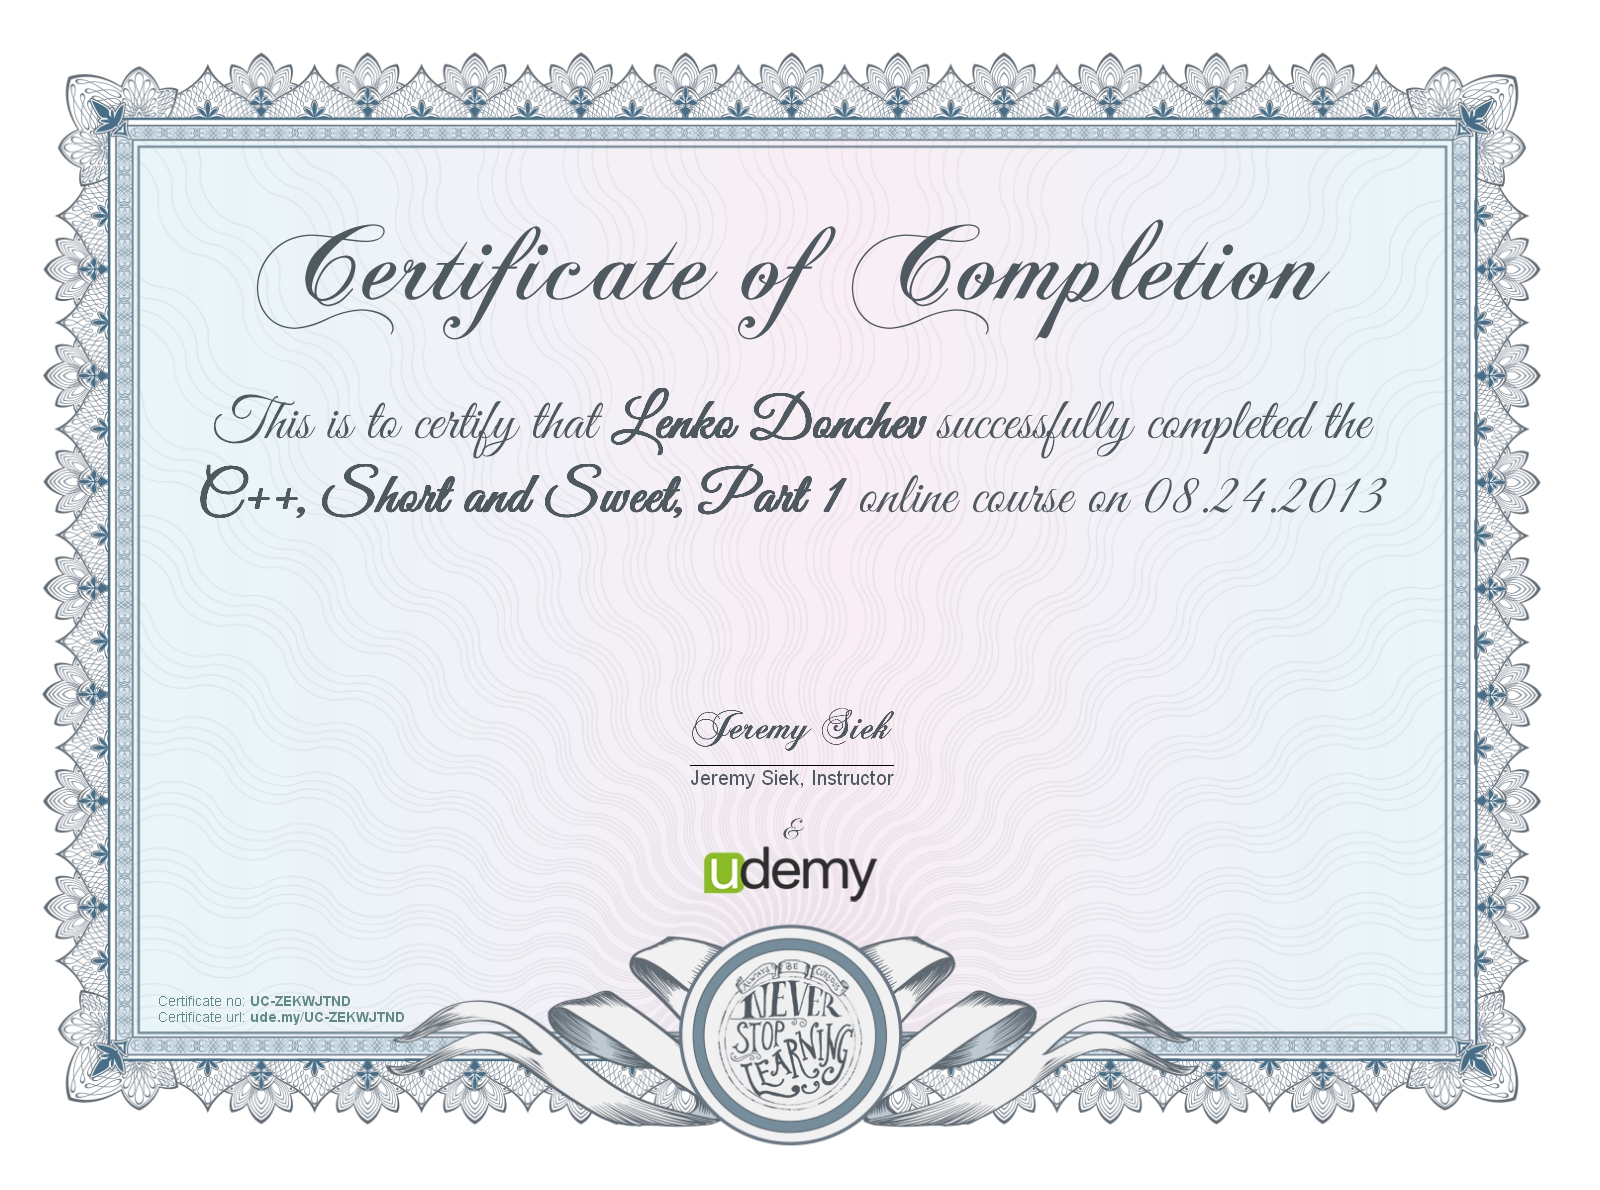 Certificate of Completion
This is to certify that Lenko Donchev successfully completed the
C++, Short and Sweet, Part 1 online course on 08.24.2013
Jeremy Siek
Jeremy Siek, Instructor
&
udemy
ALWAYS BE CURIOUS
NEVER
STOP
LEARNING
Certificate no: UC-ZEKWJTND
Certificate url: ude.my/UC-ZEKWJTND